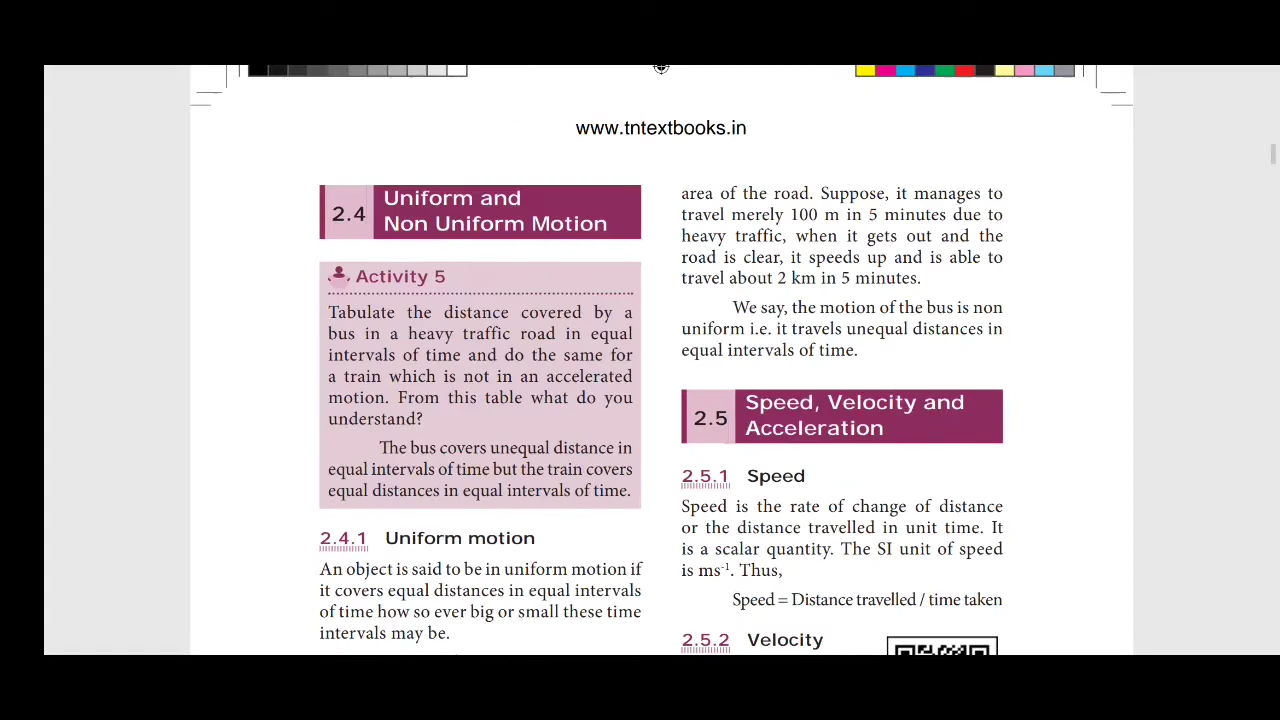 www.tntextbooks.in
2.4
Uniform and
Non Uniform Motion
Activity 5
Tabulate the distance covered by a
bus in a heavy traffic road in equal
intervals of time and do the same for
a train which is not in an accelerated
motion. From this table what do you
understand?
The bus covers unequal distance in
equal intervals of time but the train covers
equal distances in equal intervals of time.
2.4.1 Uniform motion
An object is said to be in uniform motion if
it covers equal distances in equal intervals
of time how so ever big or small these time
intervals may be.
area of the road. Suppose, it manages to
travel merely 100 m in 5 minutes due to
heavy traffic, when it gets out and the
road is clear, it speeds up and is able to
travel about 2 km in 5 minutes.
We say, the motion of the bus is non
uniform i.e. it travels unequal distances in
equal intervals of time.
2.5
Speed, Velocity and
Acceleration
2.5.1 Speed
Speed is the rate of change of distance
or the distance travelled in unit time. It
is a scalar quantity. The SI unit of speed
is ms⁻¹. Thus,
Speed = Distance travelled / time taken
2.5.2 Velocity